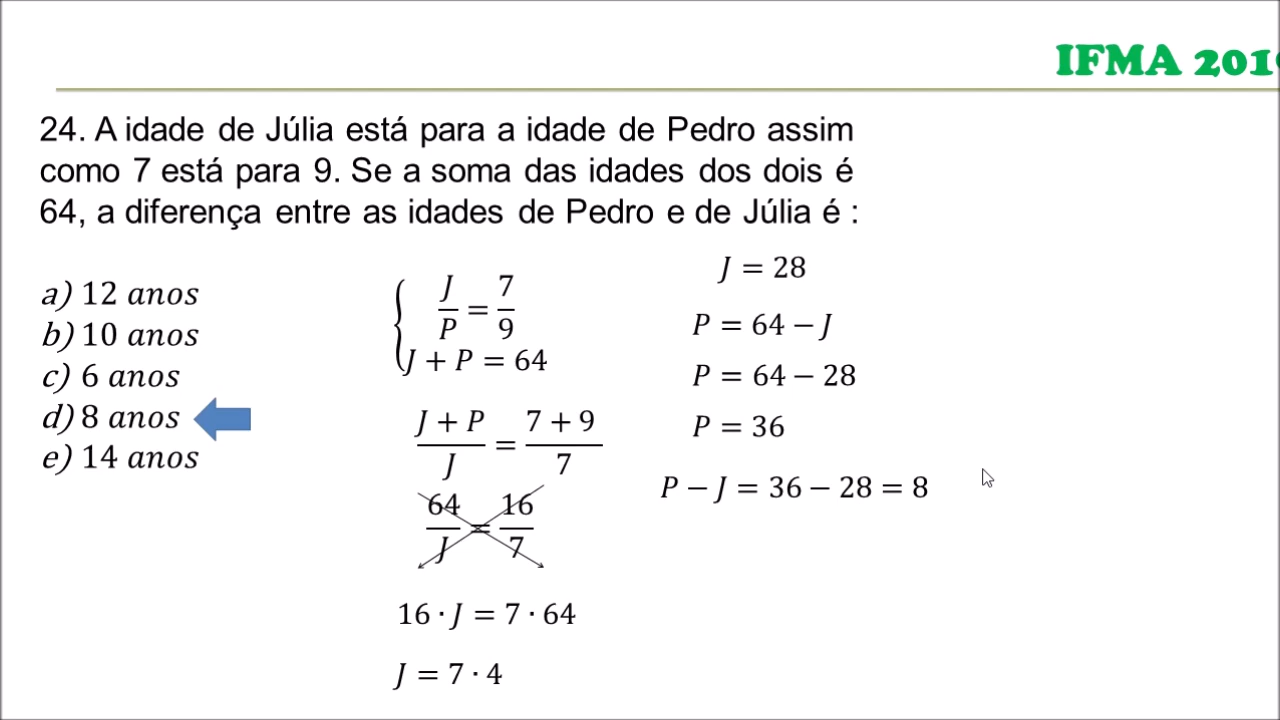 IFMA 201
24. A idade de Júlia está para a idade de Pedro assim
como 7 está para 9. Se a soma das idades dos dois é
64, a diferença entre as idades de Pedro e de Júlia é :
a) 12 anos
b) 10 anos
c) 6 anos
d) 8 anos
e) 14 anos
J/P = 7/9
J + P = 64
(J + P)/J = (7 + 9)/7
64/J = 16/7
16 · J = 7 · 64
J = 7 · 4
J = 28
P = 64 − J
P = 64 − 28
P = 36
P − J = 36 − 28 = 8